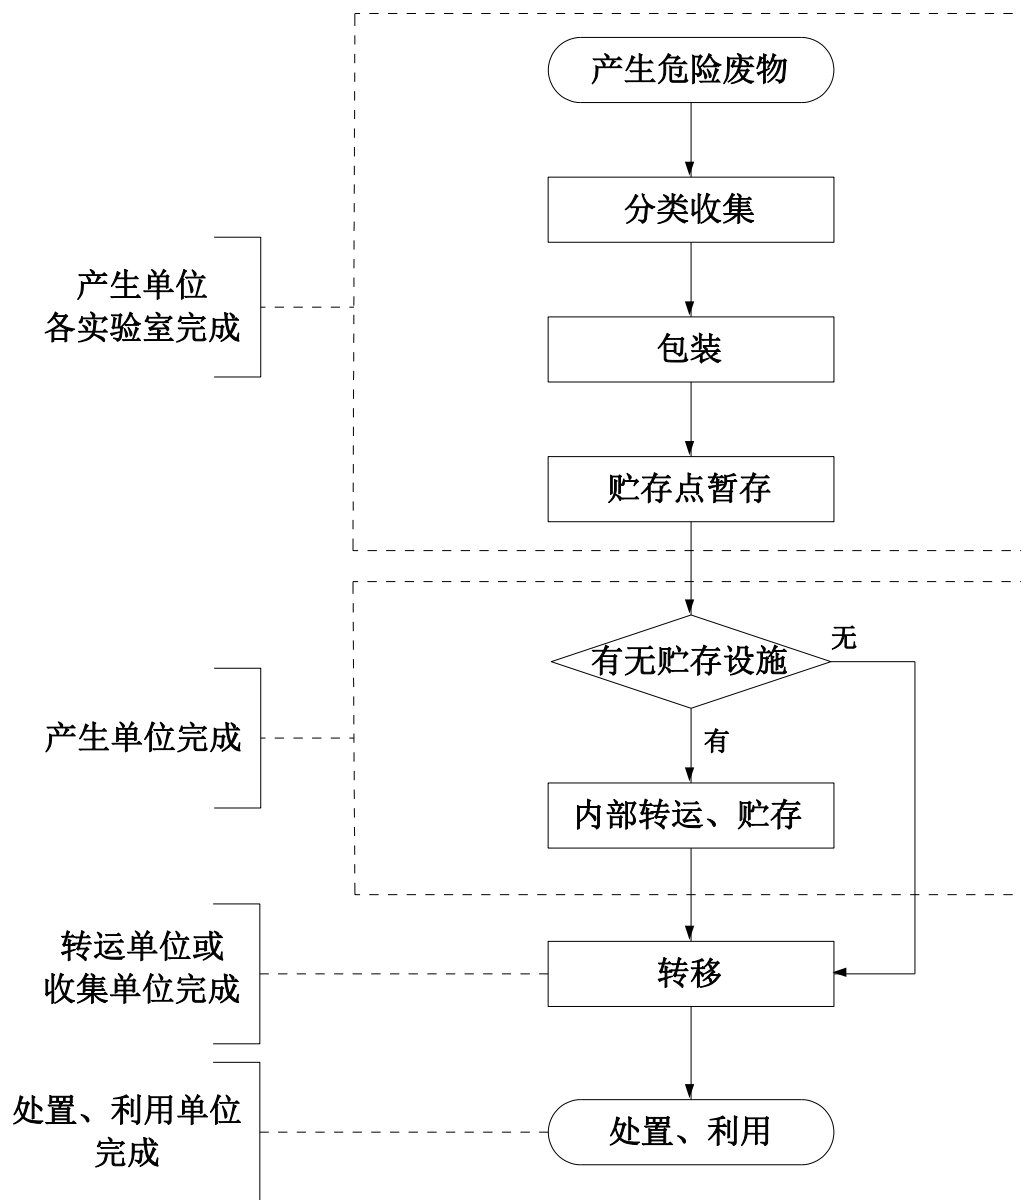 产生危险废物
分类收集
产生单位
各实验室完成
包装
贮存点暂存
有无贮存设施
无
产生单位完成
有
内部转运、贮存
转运单位或
收集单位完成
转移
处置、利用单位
完成
处置、利用